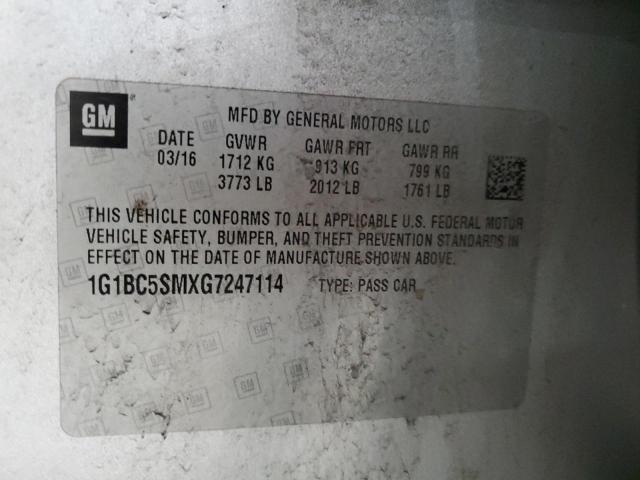 GM
MFD BY GENERAL MOTORS LLC
DATE GVWR GAWR FRT GAWR RR
03/16 1712 KG 913 KG 799 KG
3773 LB 2012 LB 1761 LB
THIS VEHICLE CONFORMS TO ALL APPLICABLE U.S. FEDERAL MOTOR
VEHICLE SAFETY, BUMPER, AND THEFT PREVENTION STANDARDS IN
EFFECT ON THE DATE OF MANUFACTURE SHOWN ABOVE.
1G1BC5SMXG7247114 TYPE: PASS CAR